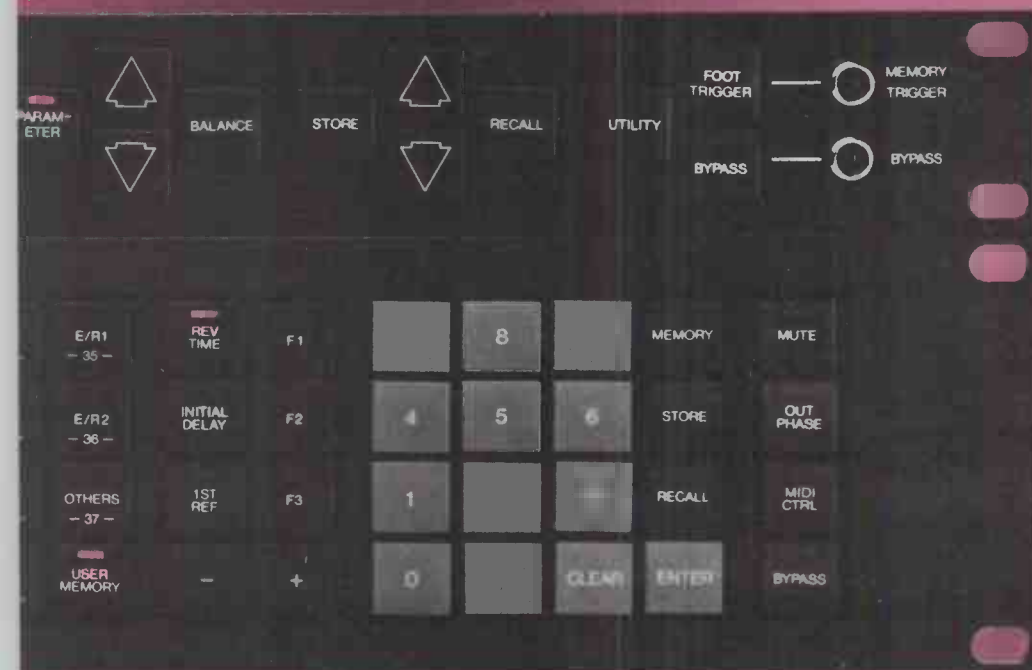 PARAM-
ETER
BALANCE
STORE
RECALL
UTILITY
FOOT
TRIGGER
MEMORY
TRIGGER
BYPASS
BYPASS
E/R1
- 35 -
REV
TIME
F1
8
MEMORY
MUTE
E/R2
- 36 -
INITIAL
DELAY
F2
4
5
6
STORE
OUT
PHASE
OTHERS
- 37 -
1ST
REF
F3
1
RECALL
MIDI
CTRL
USER
MEMORY
-
+
0
CLEAR
ENTER
BYPASS